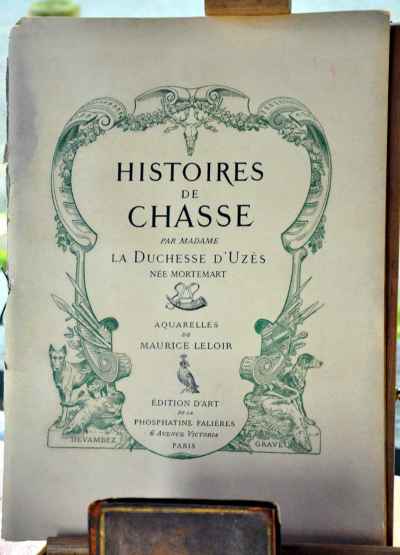 HISTOIRES
DE
CHASSE
PAR MADAME
LA DUCHESSE D'UZÈS
NÉE MORTEMART
AQUARELLES
DE
MAURICE LELOIR
ÉDITION D'ART
DE LA
PHOSPHATINE FALIÈRES
6 AVENUE VICTORIA
PARIS
DEVAMBEZ
GRAVEUR